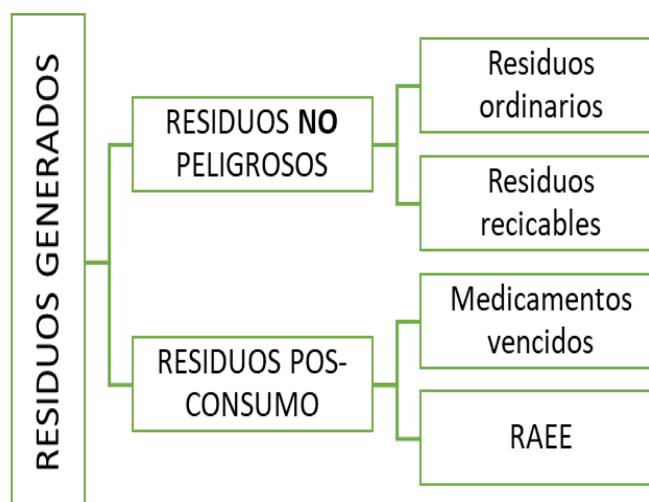 RESIDUOS GENERADOS
RESIDUOS NO
PELIGROSOS
Residuos
ordinarios
Residuos
recicables
RESIDUOS POS-
CONSUMO
Medicamentos
vencidos
RAEE